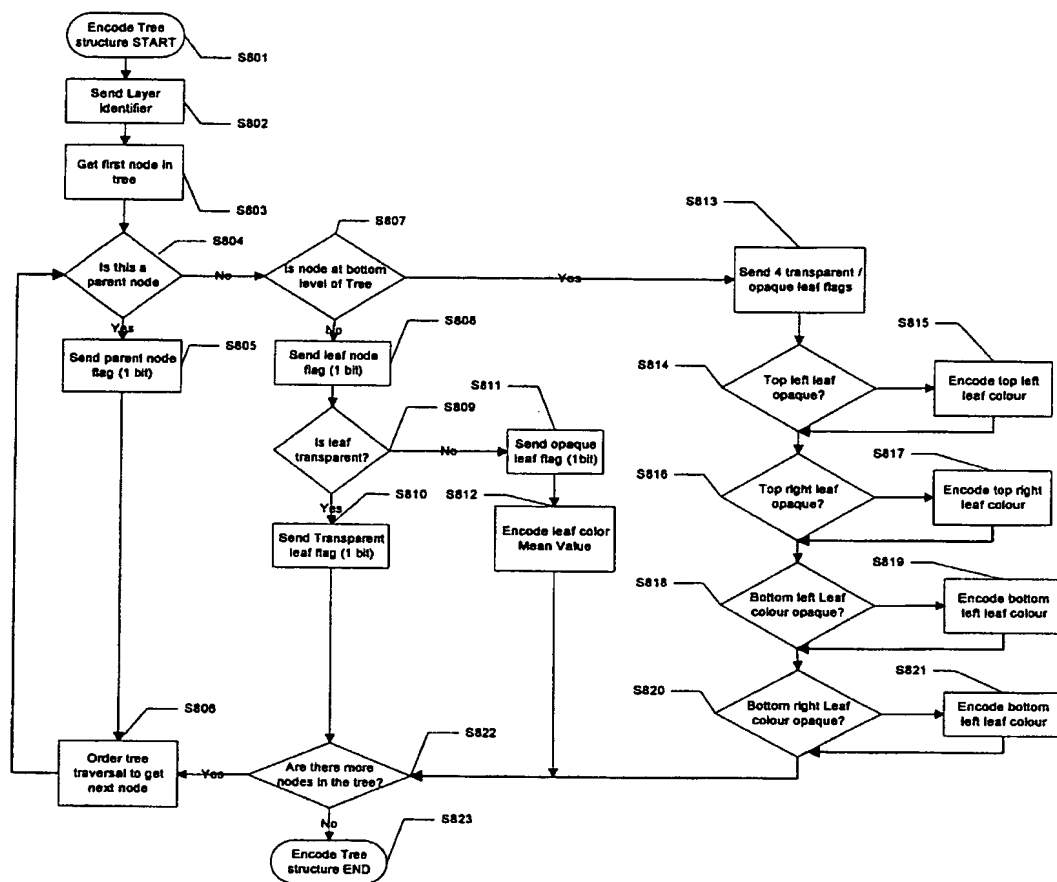 Encode Tree
structure START
S801
Send Layer
Identifier
S802
Get first node in
tree
S803
S804
Is this a
parent node
No
Yes
Send parent node
flag (1 bit)
S805
S807
Is node at bottom
level of Tree
Yes
No
S808
Send leaf node
flag (1 bit)
S809
Is leaf
transparent?
No
S811
Send opaque
leaf flag (1bit)
S810
Yes
Send Transparent
leaf flag (1 bit)
S812
Encode leaf color
Mean Value
S813
Send 4 transparent /
opaque leaf flags
S814
Top left leaf
opaque?
S815
Encode top left
leaf colour
S816
Top right leaf
opaque?
S817
Encode top right
leaf colour
S818
Bottom left Leaf
colour opaque?
S819
Encode bottom
left leaf colour
S820
Bottom right Leaf
colour opaque?
S821
Encode bottom
left leaf colour
S806
Order tree
traversal to get
next node
Yes
S822
Are there more
nodes in the tree?
No
S823
Encode Tree
structure END